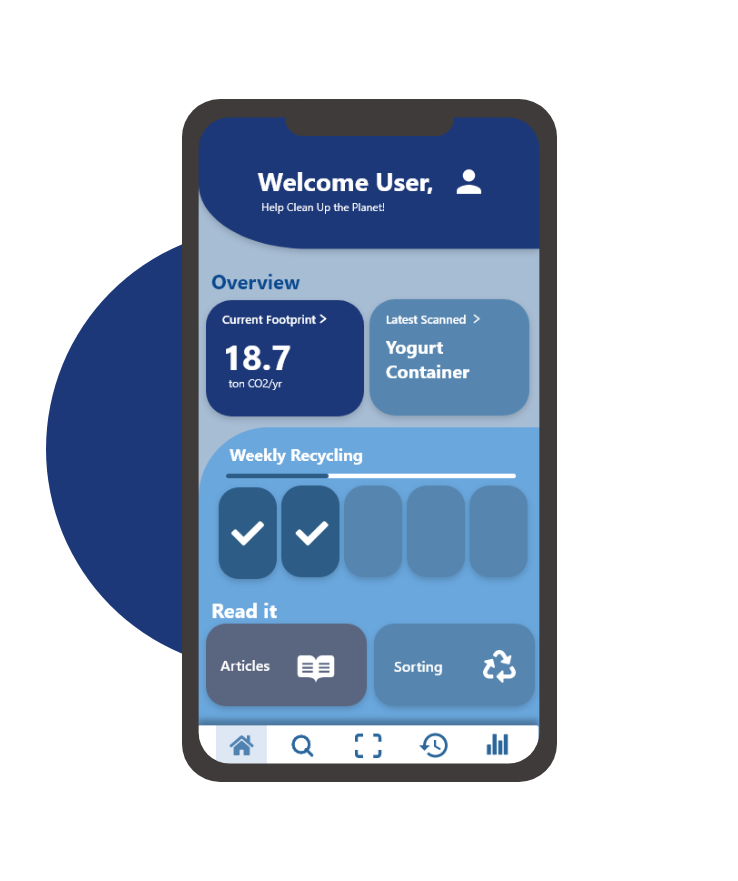 Welcome User,
Help Clean Up the Planet!
Overview
Current Footprint >
18.7
ton CO2/yr
Latest Scanned >
Yogurt
Container
Weekly Recycling
Read it
Articles
Sorting